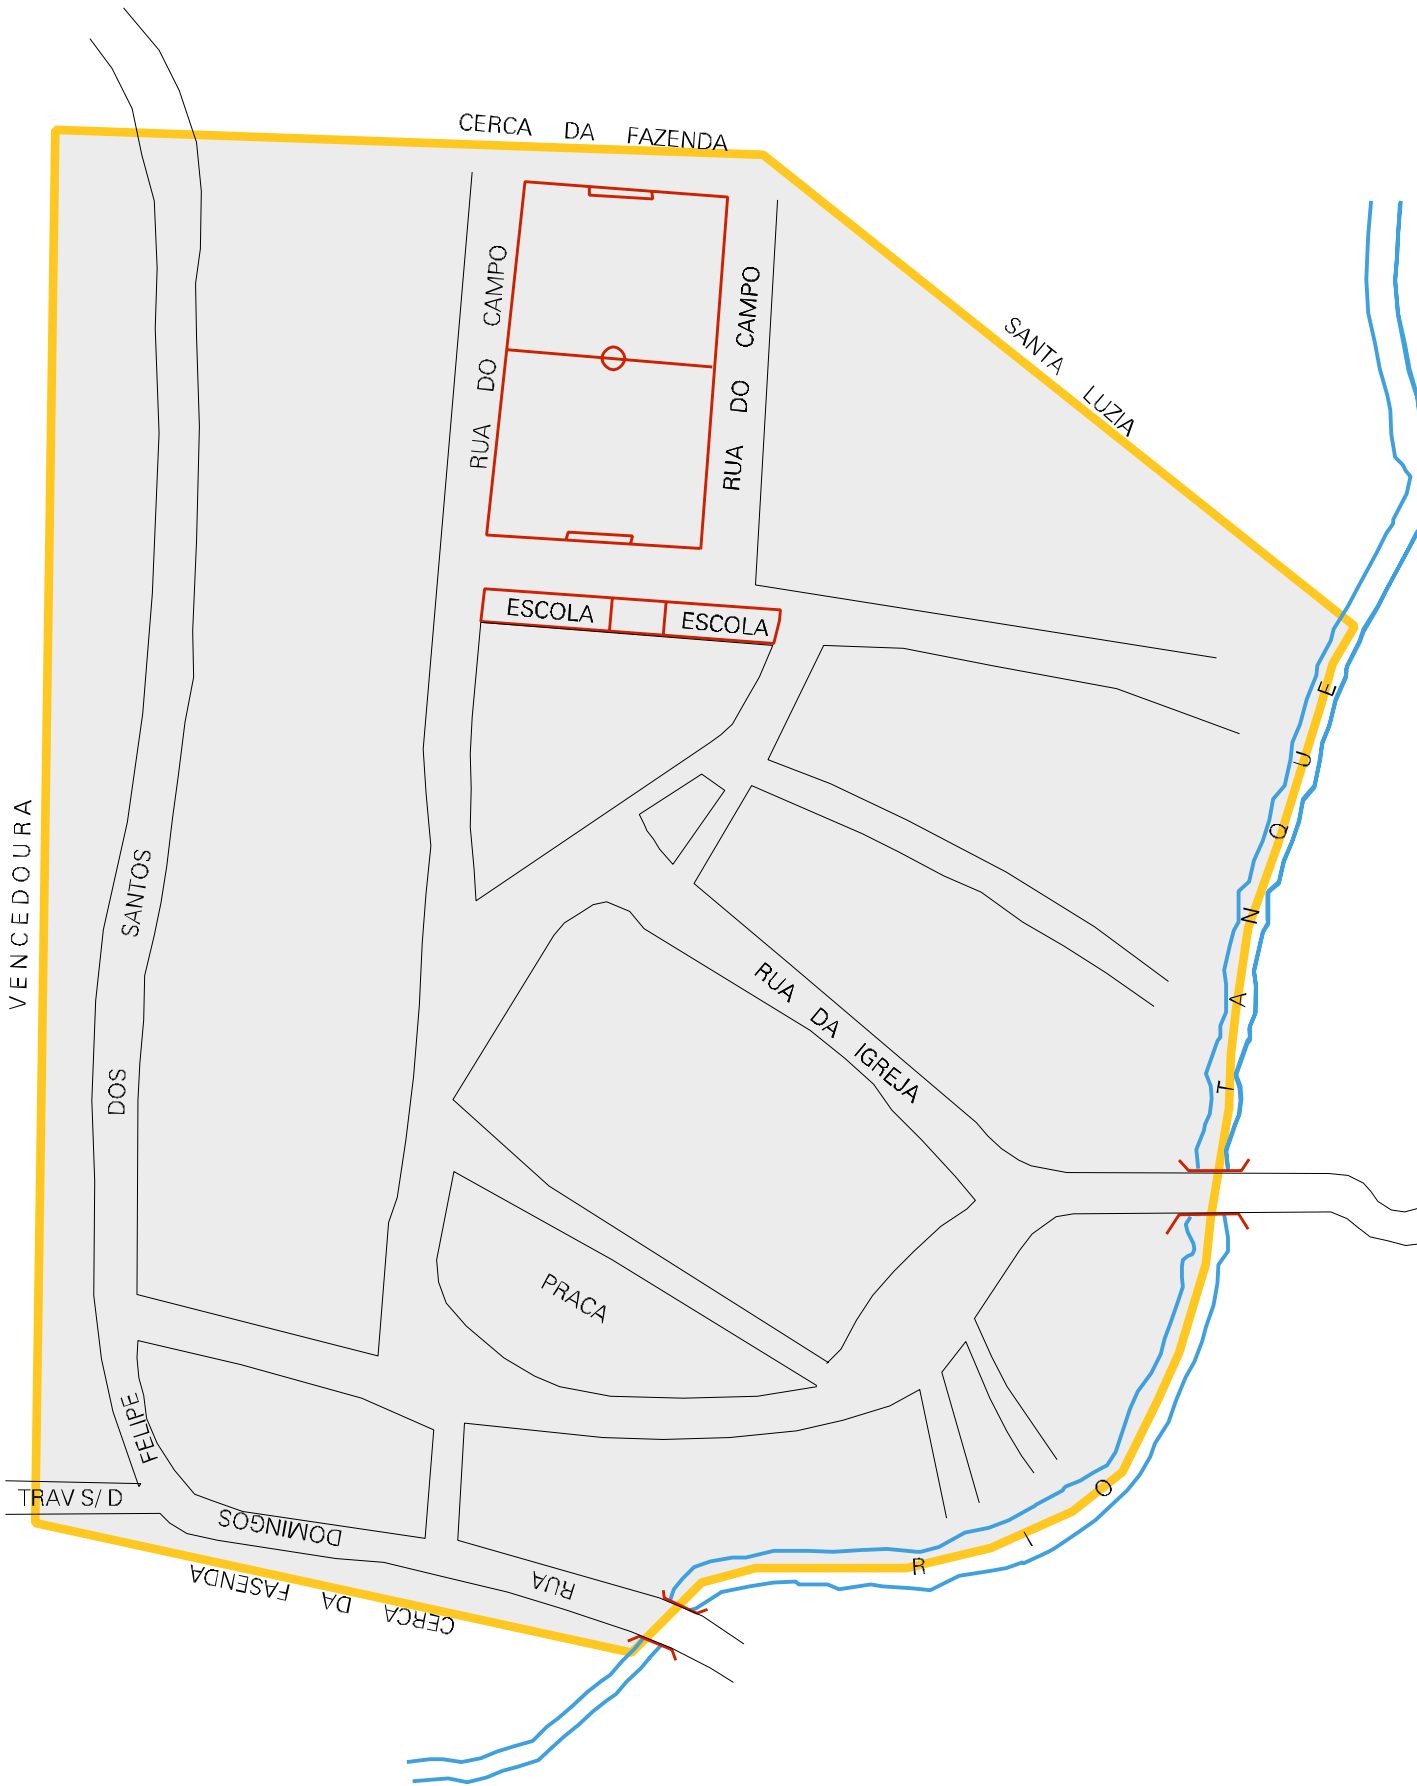 CERCA DA FAZENDA
SANTA LUZIA
RUA DO CAMPO
RUA DO CAMPO
ESCOLA
ESCOLA
RIO TANQUE
VENCEDOURA
RUA DA IGREJA
PRACA
RUA DOMINGOS FELIPE DOS SANTOS
TRAV S/ D
CERCA DA FASENDA